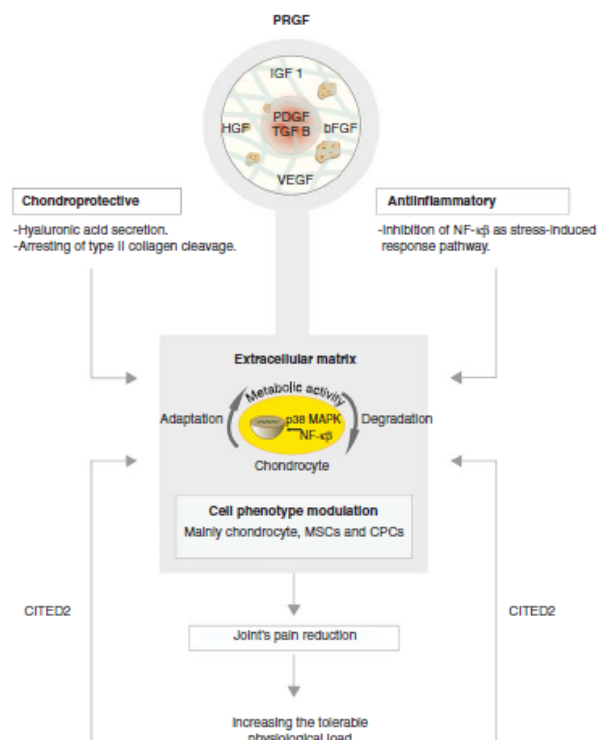 PRGF
IGF 1
PDGF
HGF TGF B bFGF
VEGF
Chondroprotective
-Hyaluronic acid secretion.
-Arresting of type II collagen cleavage.
Antiinflammatory
-Inhibition of NF-κβ as stress-induced
response pathway.
Extracellular matrix
Metabolic activity
Adaptation
p38 MAPK
NF-κβ
Degradation
Chondrocyte
Cell phenotype modulation
Mainly chondrocyte, MSCs and CPCs
CITED2
CITED2
Joint's pain reduction
Increasing the tolerable
physiological load